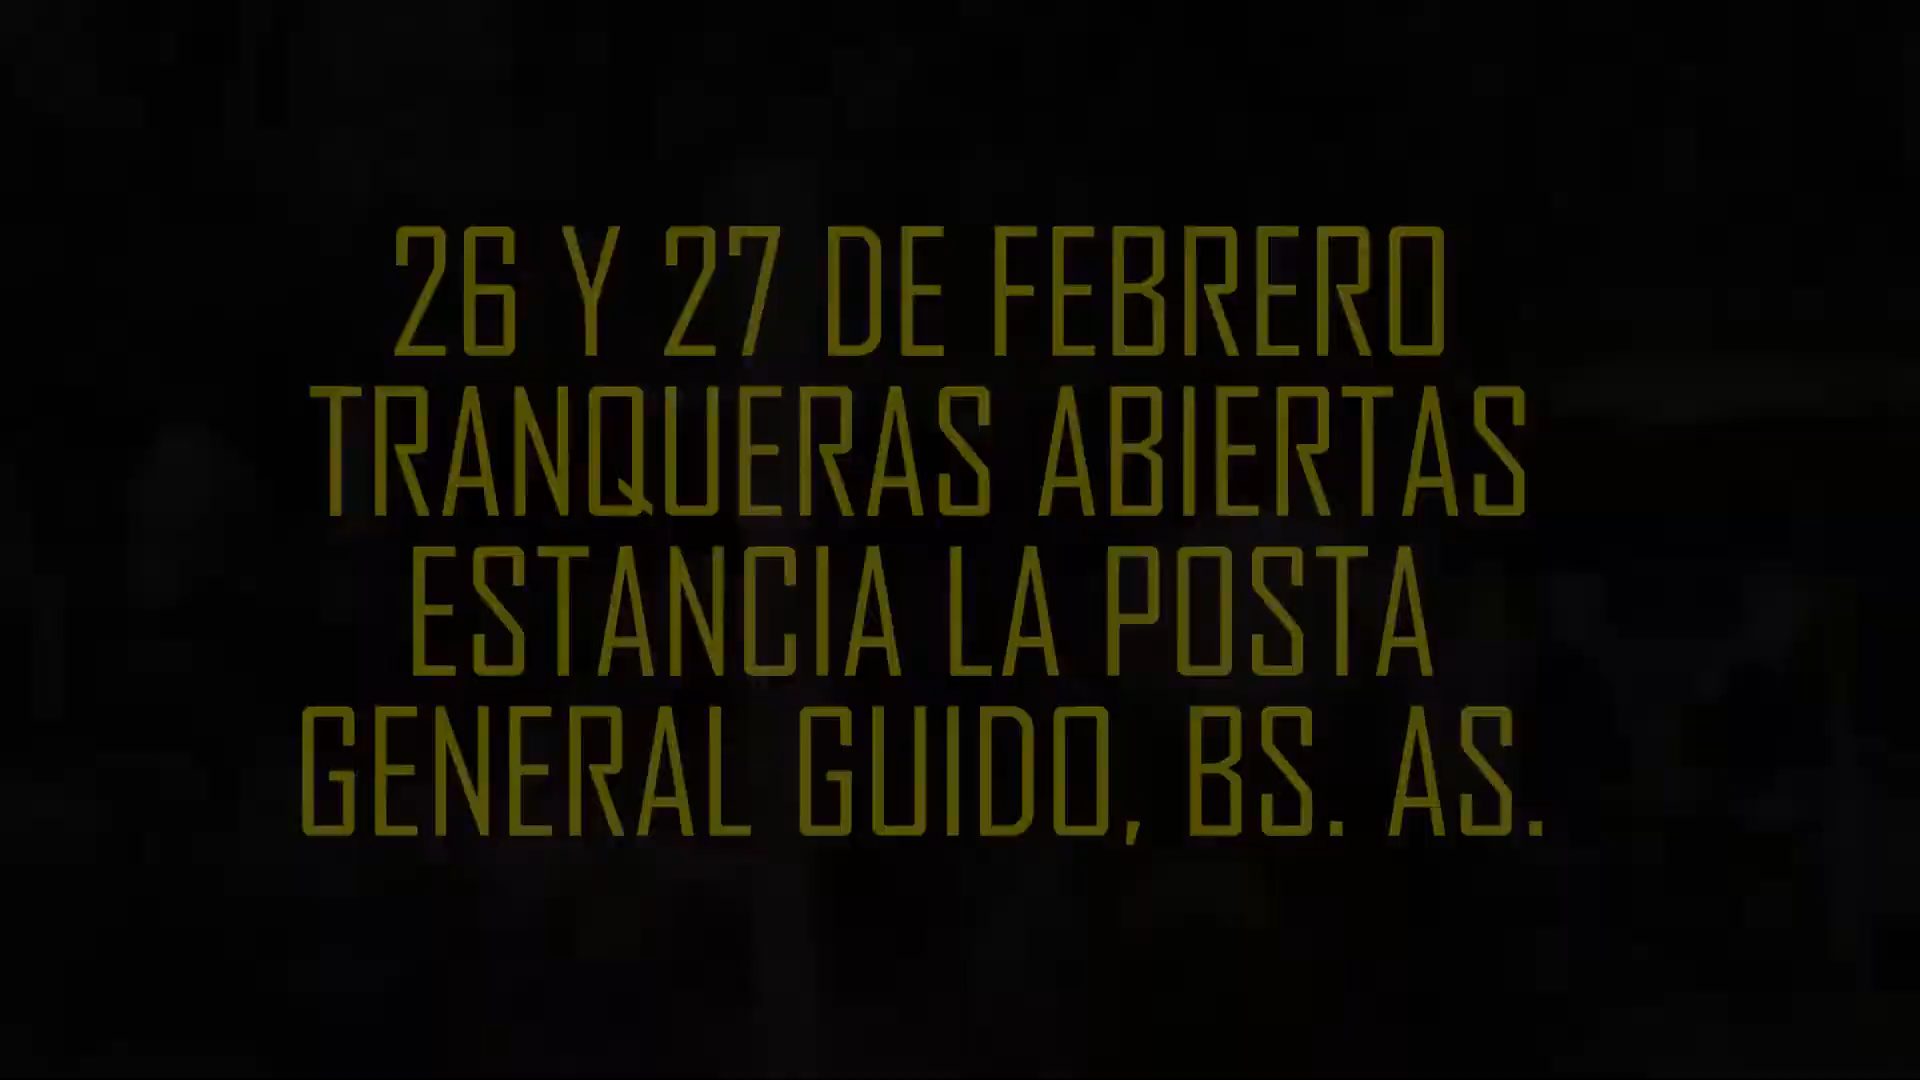 26 Y 27 DE FEBRERO
TRANQUERAS ABIERTAS
ESTANCIA LA POSTA
GENERAL GUIDO, BS. AS.